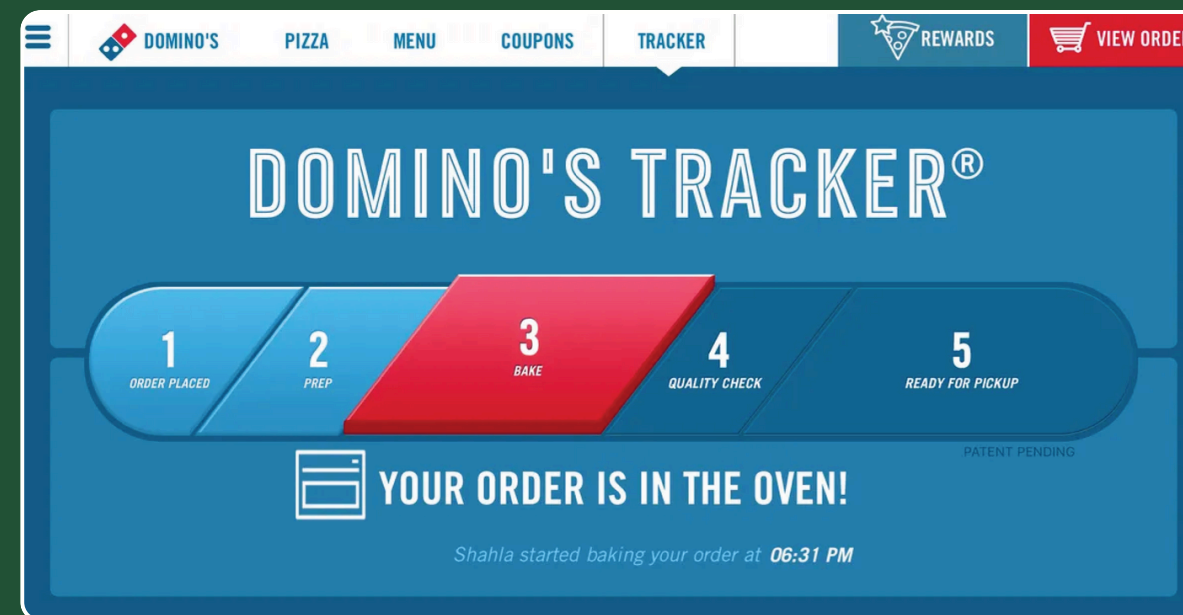 DOMINO'S PIZZA MENU COUPONS TRACKER REWARDS VIEW ORDER
DOMINO'S TRACKER®
1 2 3 4 5
ORDER PLACED PREP BAKE QUALITY CHECK READY FOR PICKUP
PATENT PENDING
YOUR ORDER IS IN THE OVEN!
Shahla started baking your order at 06:31 PM